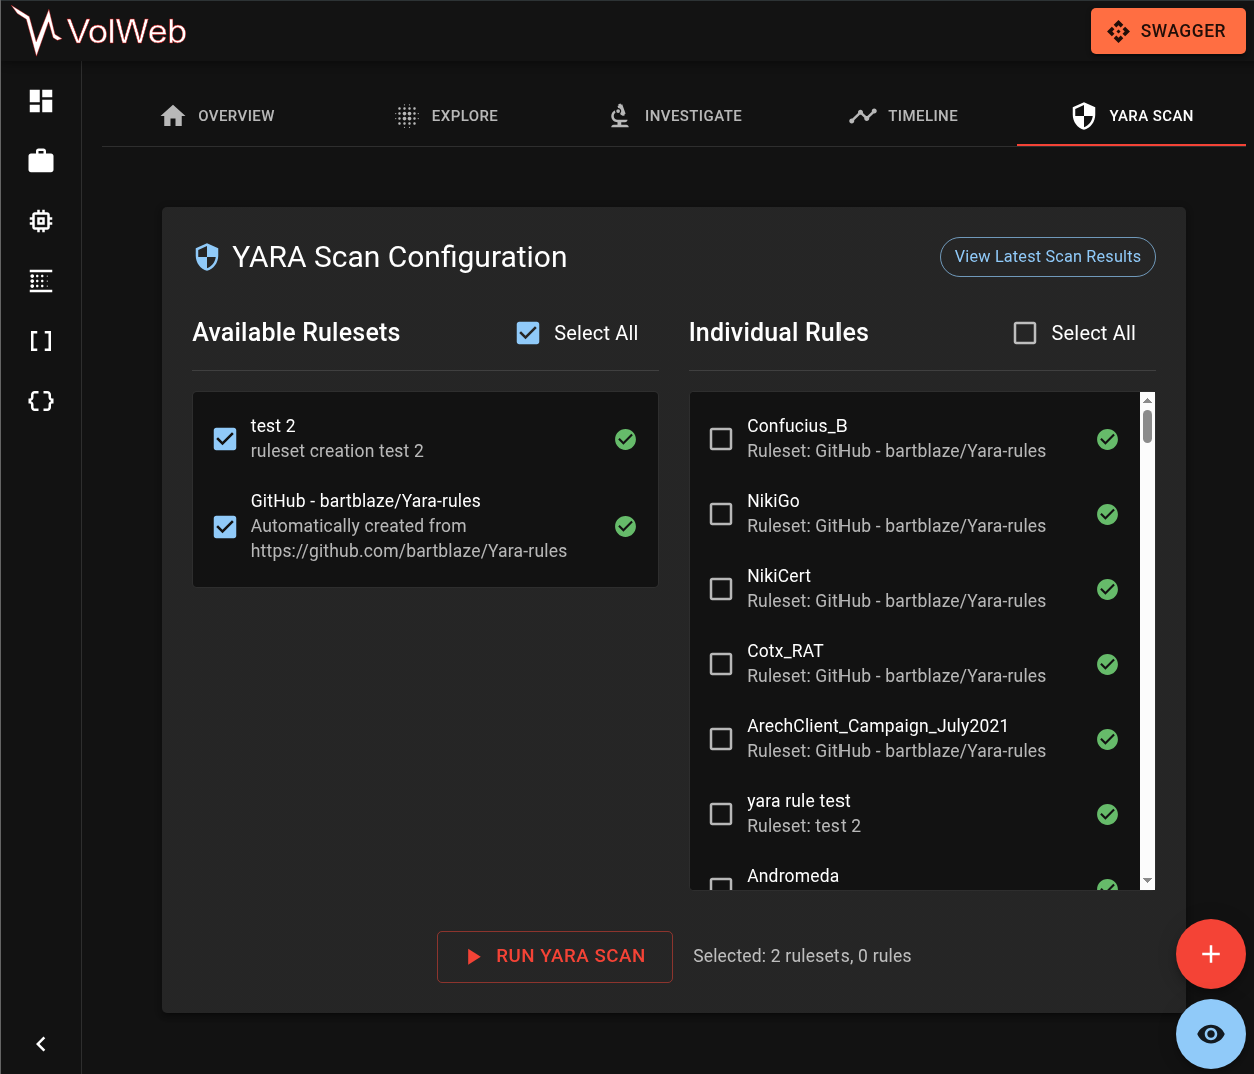 VolWeb
SWAGGER
OVERVIEW
EXPLORE
INVESTIGATE
TIMELINE
YARA SCAN
YARA Scan Configuration
View Latest Scan Results
Available Rulesets
Select All
test 2
ruleset creation test 2
GitHub - bartblaze/Yara-rules
Automatically created from
https://github.com/bartblaze/Yara-rules
Individual Rules
Select All
Confucius_B
Ruleset: GitHub - bartblaze/Yara-rules
NikiGo
Ruleset: GitHub - bartblaze/Yara-rules
NikiCert
Ruleset: GitHub - bartblaze/Yara-rules
Cotx_RAT
Ruleset: GitHub - bartblaze/Yara-rules
ArechClient_Campaign_July2021
Ruleset: GitHub - bartblaze/Yara-rules
yara rule test
Ruleset: test 2
Andromeda
RUN YARA SCAN
Selected: 2 rulesets, 0 rules